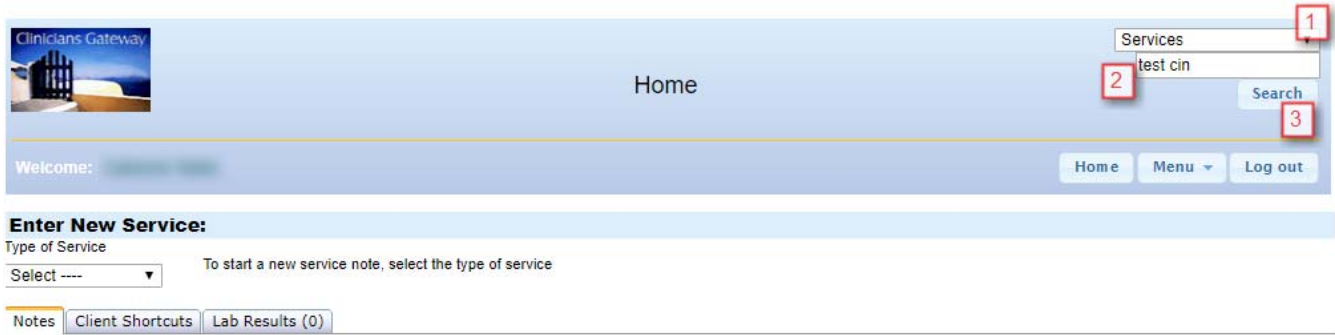 Clinicians Gateway
1
Services
test cin
2
Home
Search
3
Welcome:
Home Menu Log out
Enter New Service:
Type of Service
Select ----
To start a new service note, select the type of service
Notes Client Shortcuts Lab Results (0)